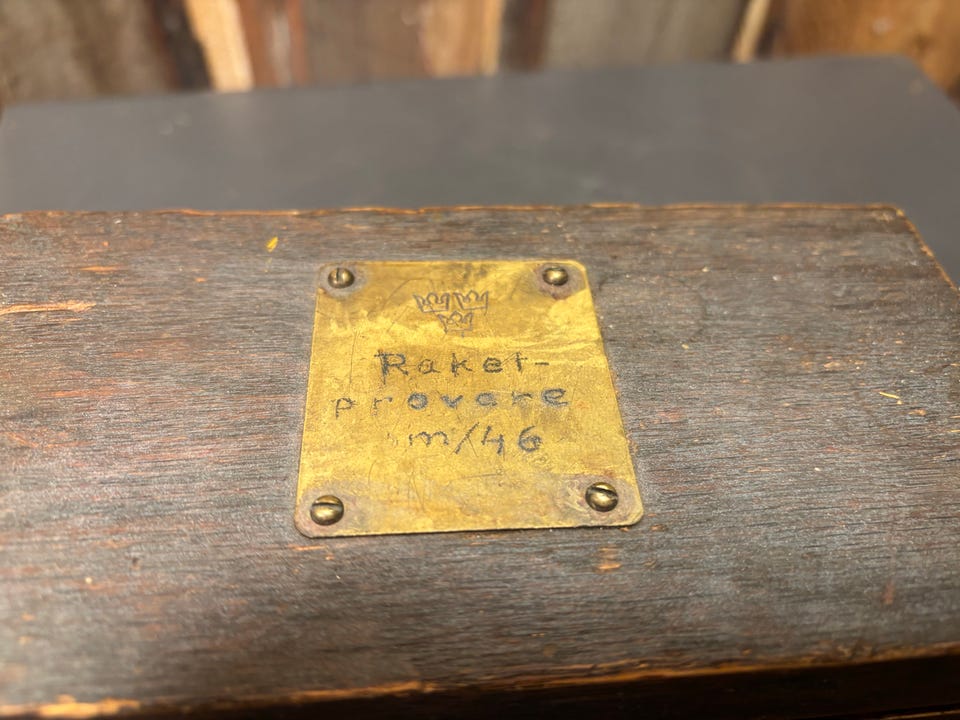 Raket-
provare
m/46